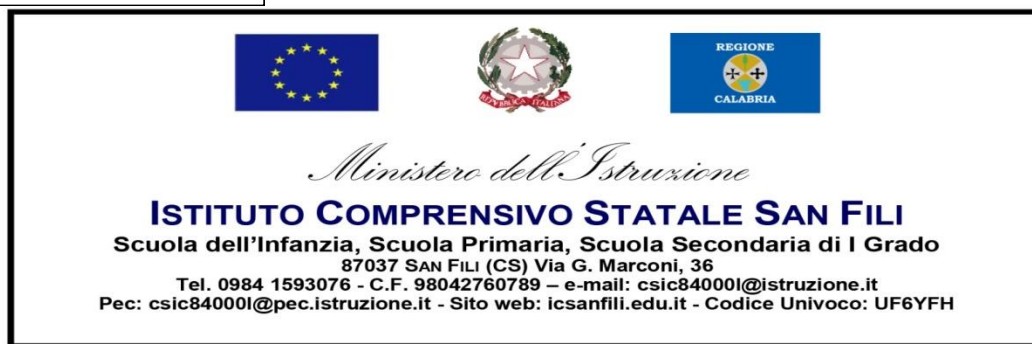 REGIONE
CALABRIA
REPVBBLICA ITALIANA
Ministero dell'Istruzione
ISTITUTO COMPRENSIVO STATALE SAN FILI
Scuola dell'Infanzia, Scuola Primaria, Scuola Secondaria di I Grado
87037 SAN FILI (CS) Via G. Marconi, 36
Tel. 0984 1593076 - C.F. 98042760789 – e-mail: csic84000l@istruzione.it
Pec: csic84000l@pec.istruzione.it - Sito web: icsanfili.edu.it - Codice Univoco: UF6YFH